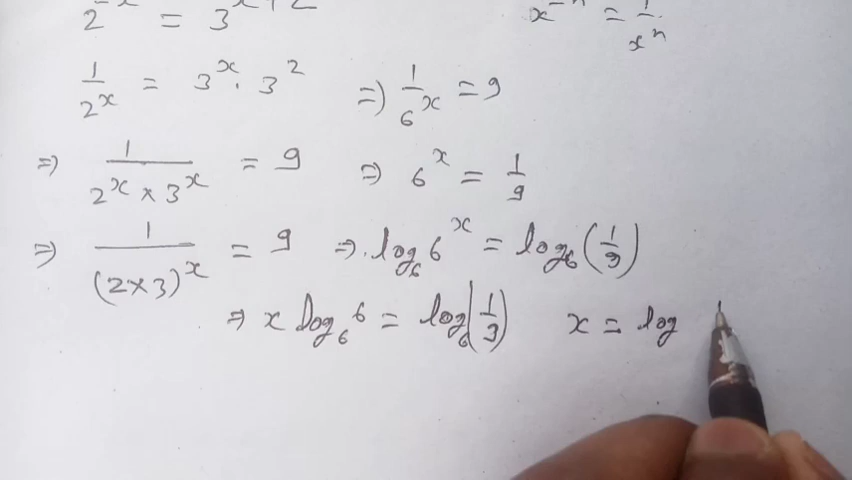 2^-x = 3^x+2 x^-n = 1/x^n
1/2^x = 3^x . 3^2 => 1/6^x = 9
=> 1/(2^x × 3^x) = 9 => 6^x = 1/9
=> 1/(2×3)^x = 9 => . log_6 6^x = log_6 (1/9)
=> x log_6 6 = log_6 (1/9) x = log